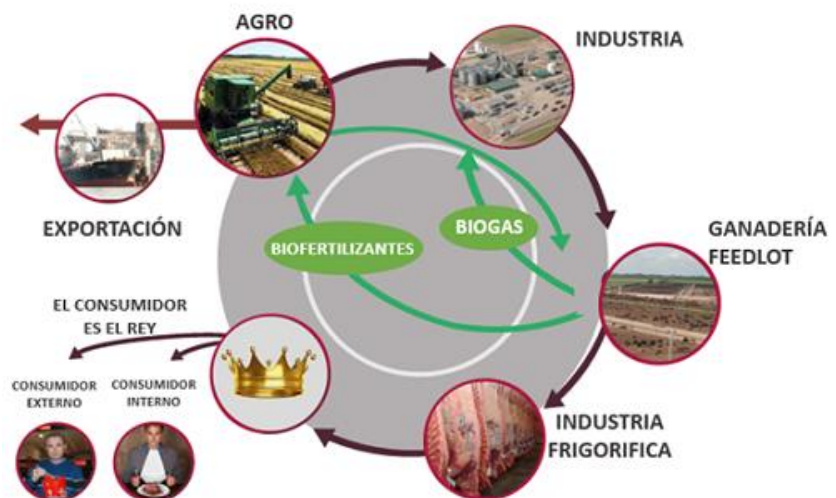 AGRO
INDUSTRIA
EXPORTACIÓN
BIOFERTILIZANTES
BIOGAS
GANADERÍA
FEEDLOT
EL CONSUMIDOR
ES EL REY
CONSUMIDOR
EXTERNO
CONSUMIDOR
INTERNO
INDUSTRIA
FRIGORIFICA